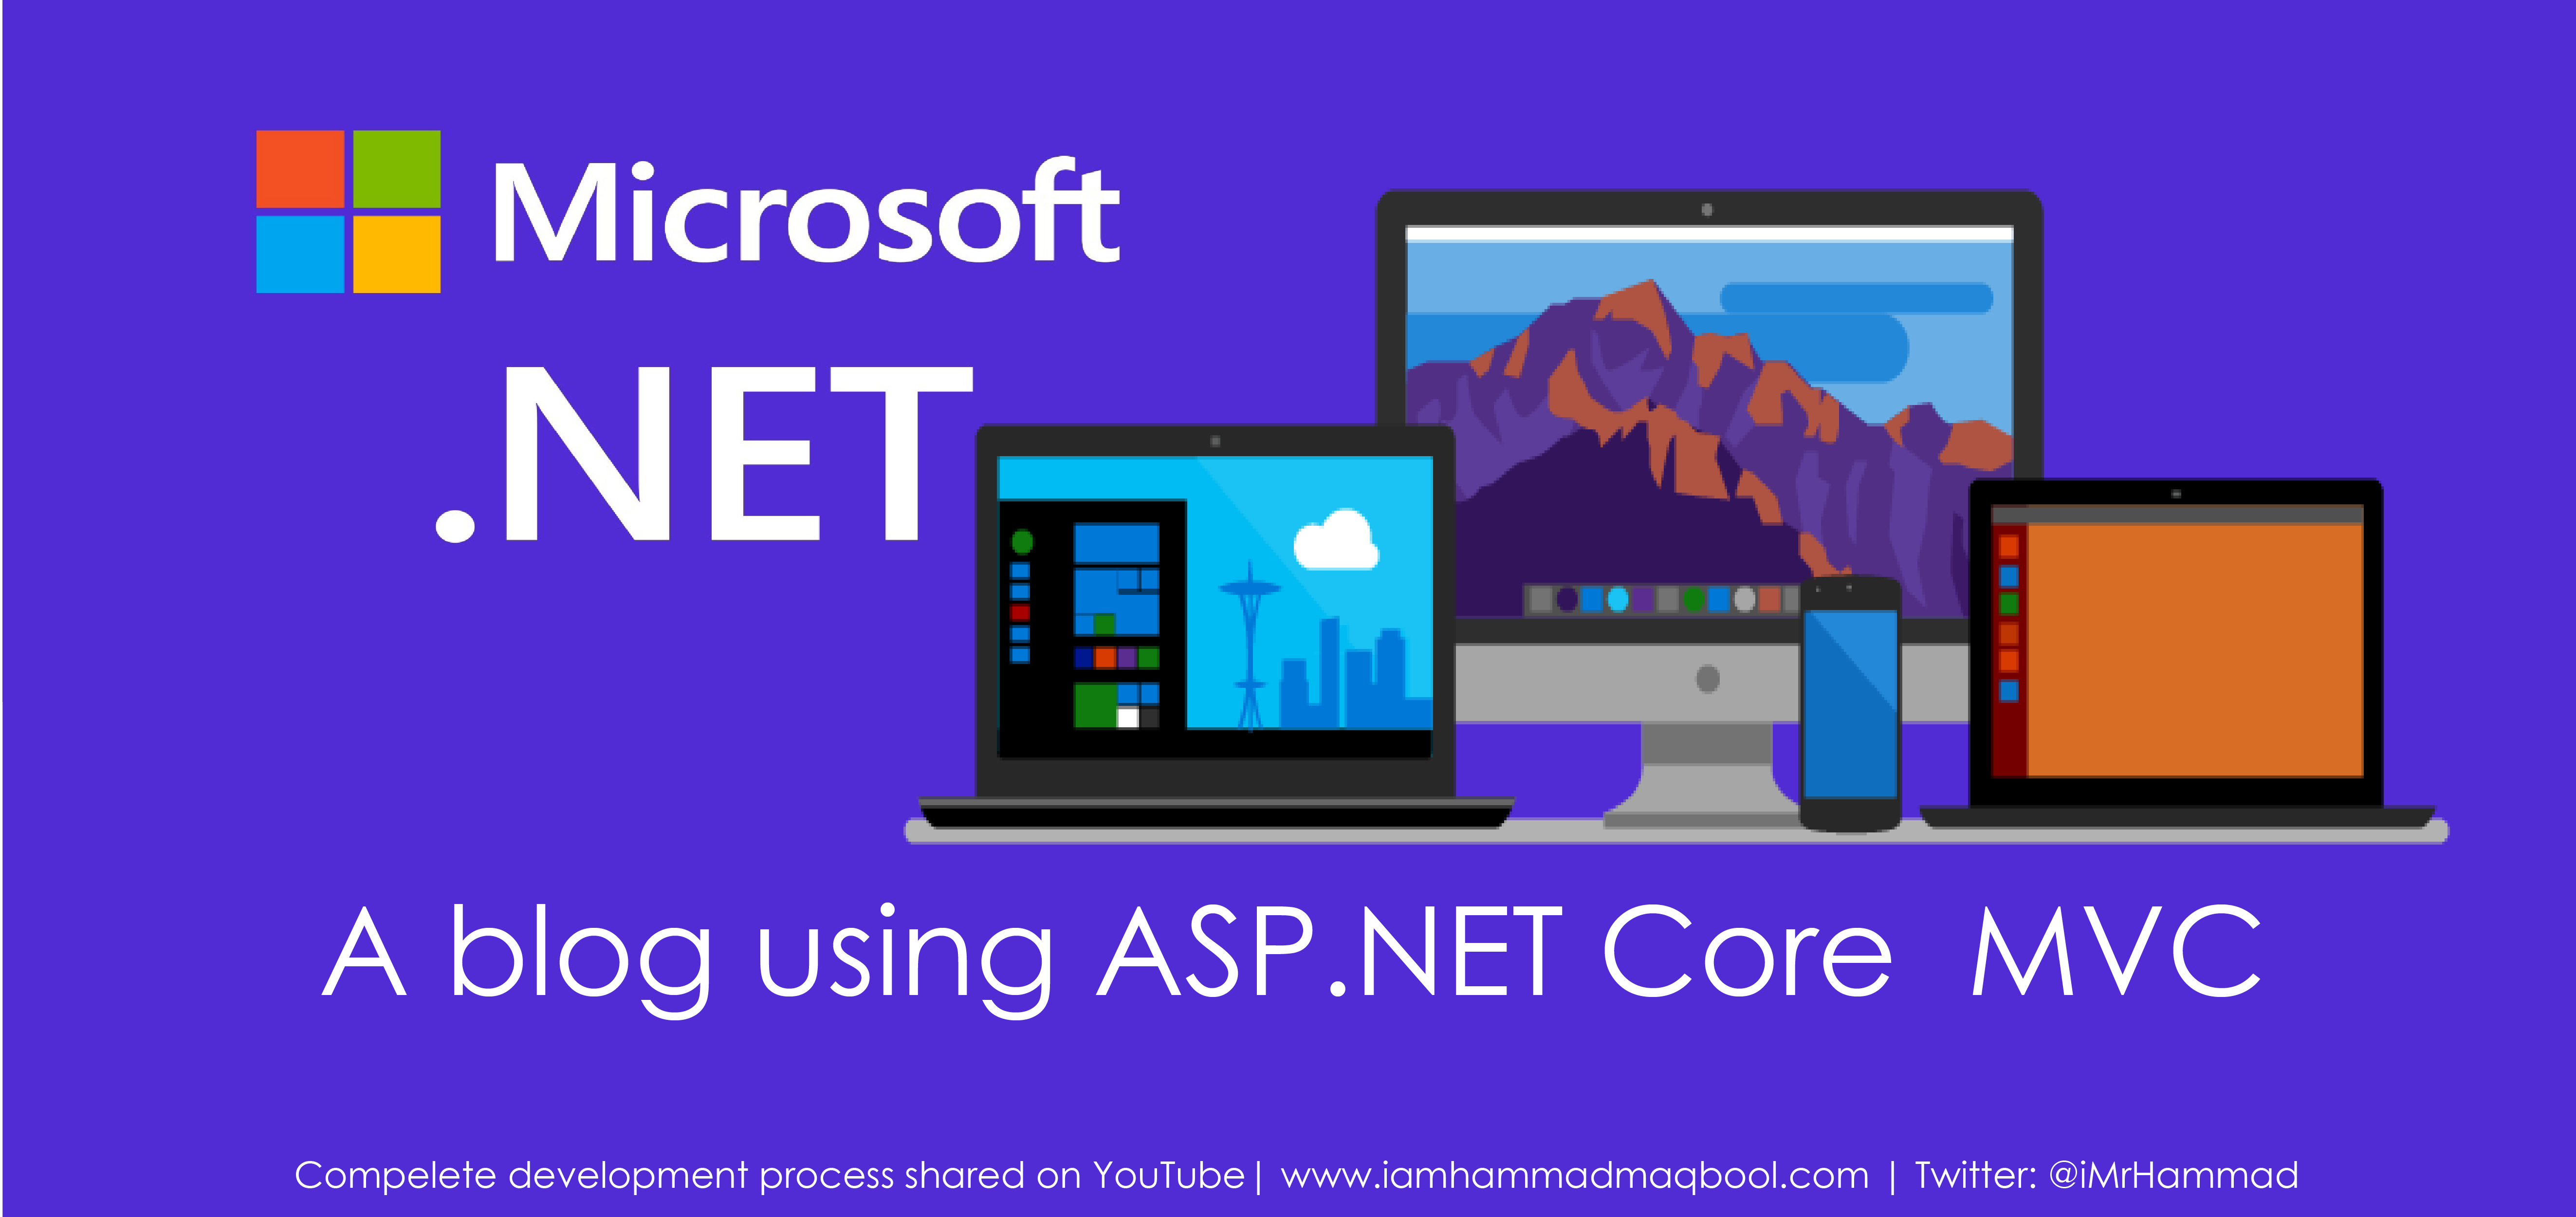 Microsoft
.NET
A blog using ASP.NET Core MVC
Compelete development process shared on YouTube| www.iamhammadmaqbool.com | Twitter: @iMrHammad